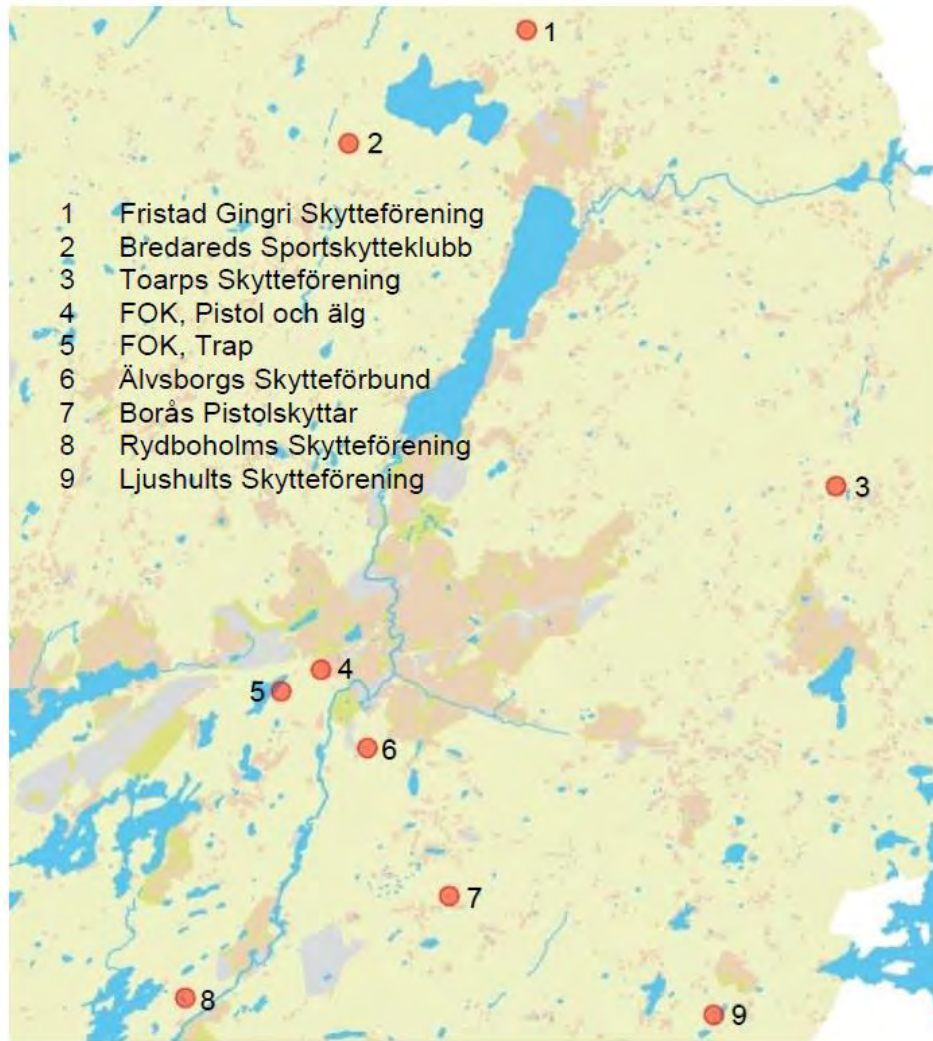 1
2
1 Fristad Gingri Skytteförening
2 Bredareds Sportskytteklubb
3 Toarps Skytteförening
4 FOK, Pistol och älg
5 FOK, Trap
6 Älvsborgs Skytteförbund
7 Borås Pistolskyttar
8 Rydboholms Skytteförening
9 Ljushults Skytteförening
3
4
5
6
7
8
9